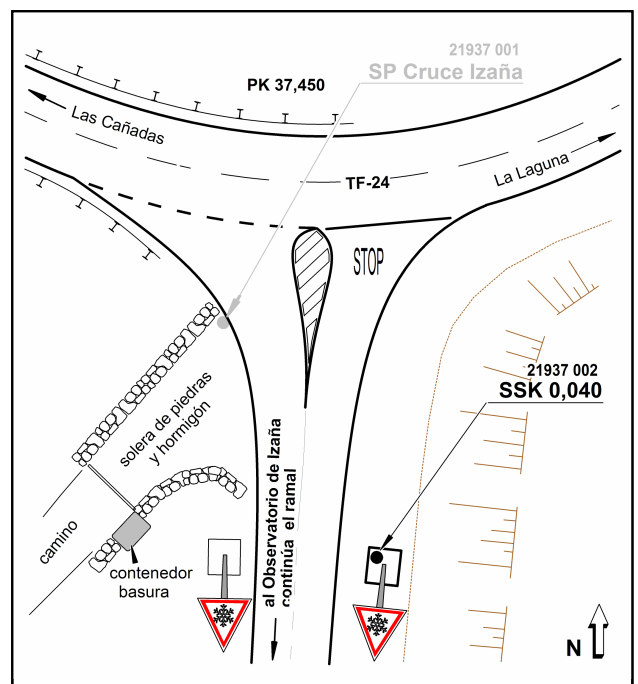 21937 001
SP Cruce Izaña
PK 37,450
Las Cañadas
La Laguna
TF-24
STOP
21937 002
SSK 0,040
solera de piedras
y hormigón
al Observatorio de Izaña
continúa el ramal
camino
contenedor
basura
N